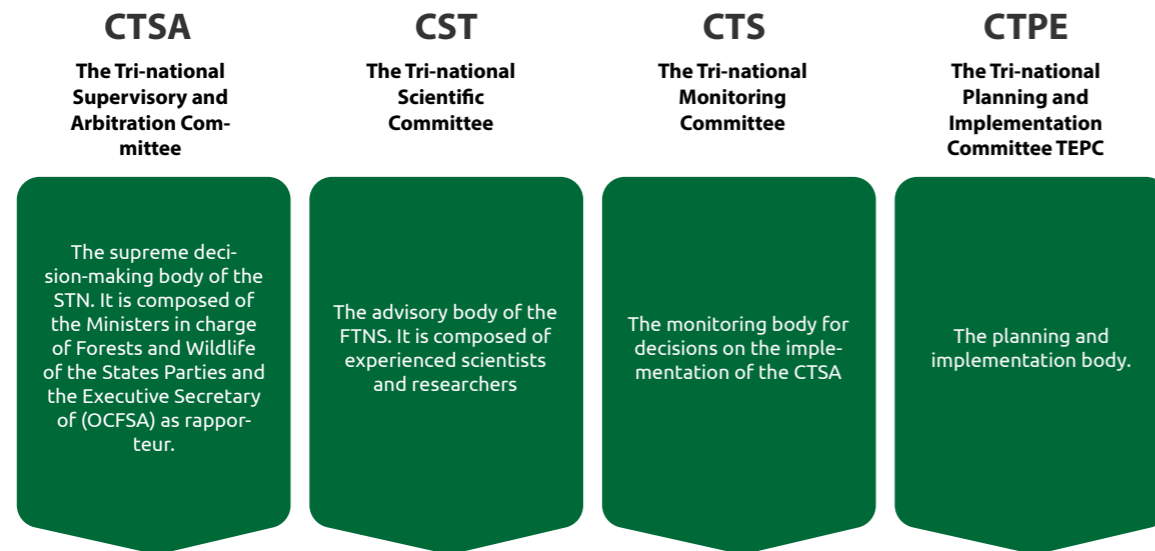 CTSA
The Tri-national
Supervisory and
Arbitration Com-
mittee
The supreme deci-
sion-making body of the
STN. It is composed of
the Ministers in charge
of Forests and Wildlife
of the States Parties and
the Executive Secretary
of (OCFSA) as rappor-
teur.
CST
The Tri-national
Scientific
Committee
The advisory body of the
FTNS. It is composed of
experienced scientists
and researchers
CTS
The Tri-national
Monitoring
Committee
The monitoring body for
decisions on the imple-
mentation of the CTSA
CTPE
The Tri-national
Planning and
Implementation
Committee TEPC
The planning and
implementation body.